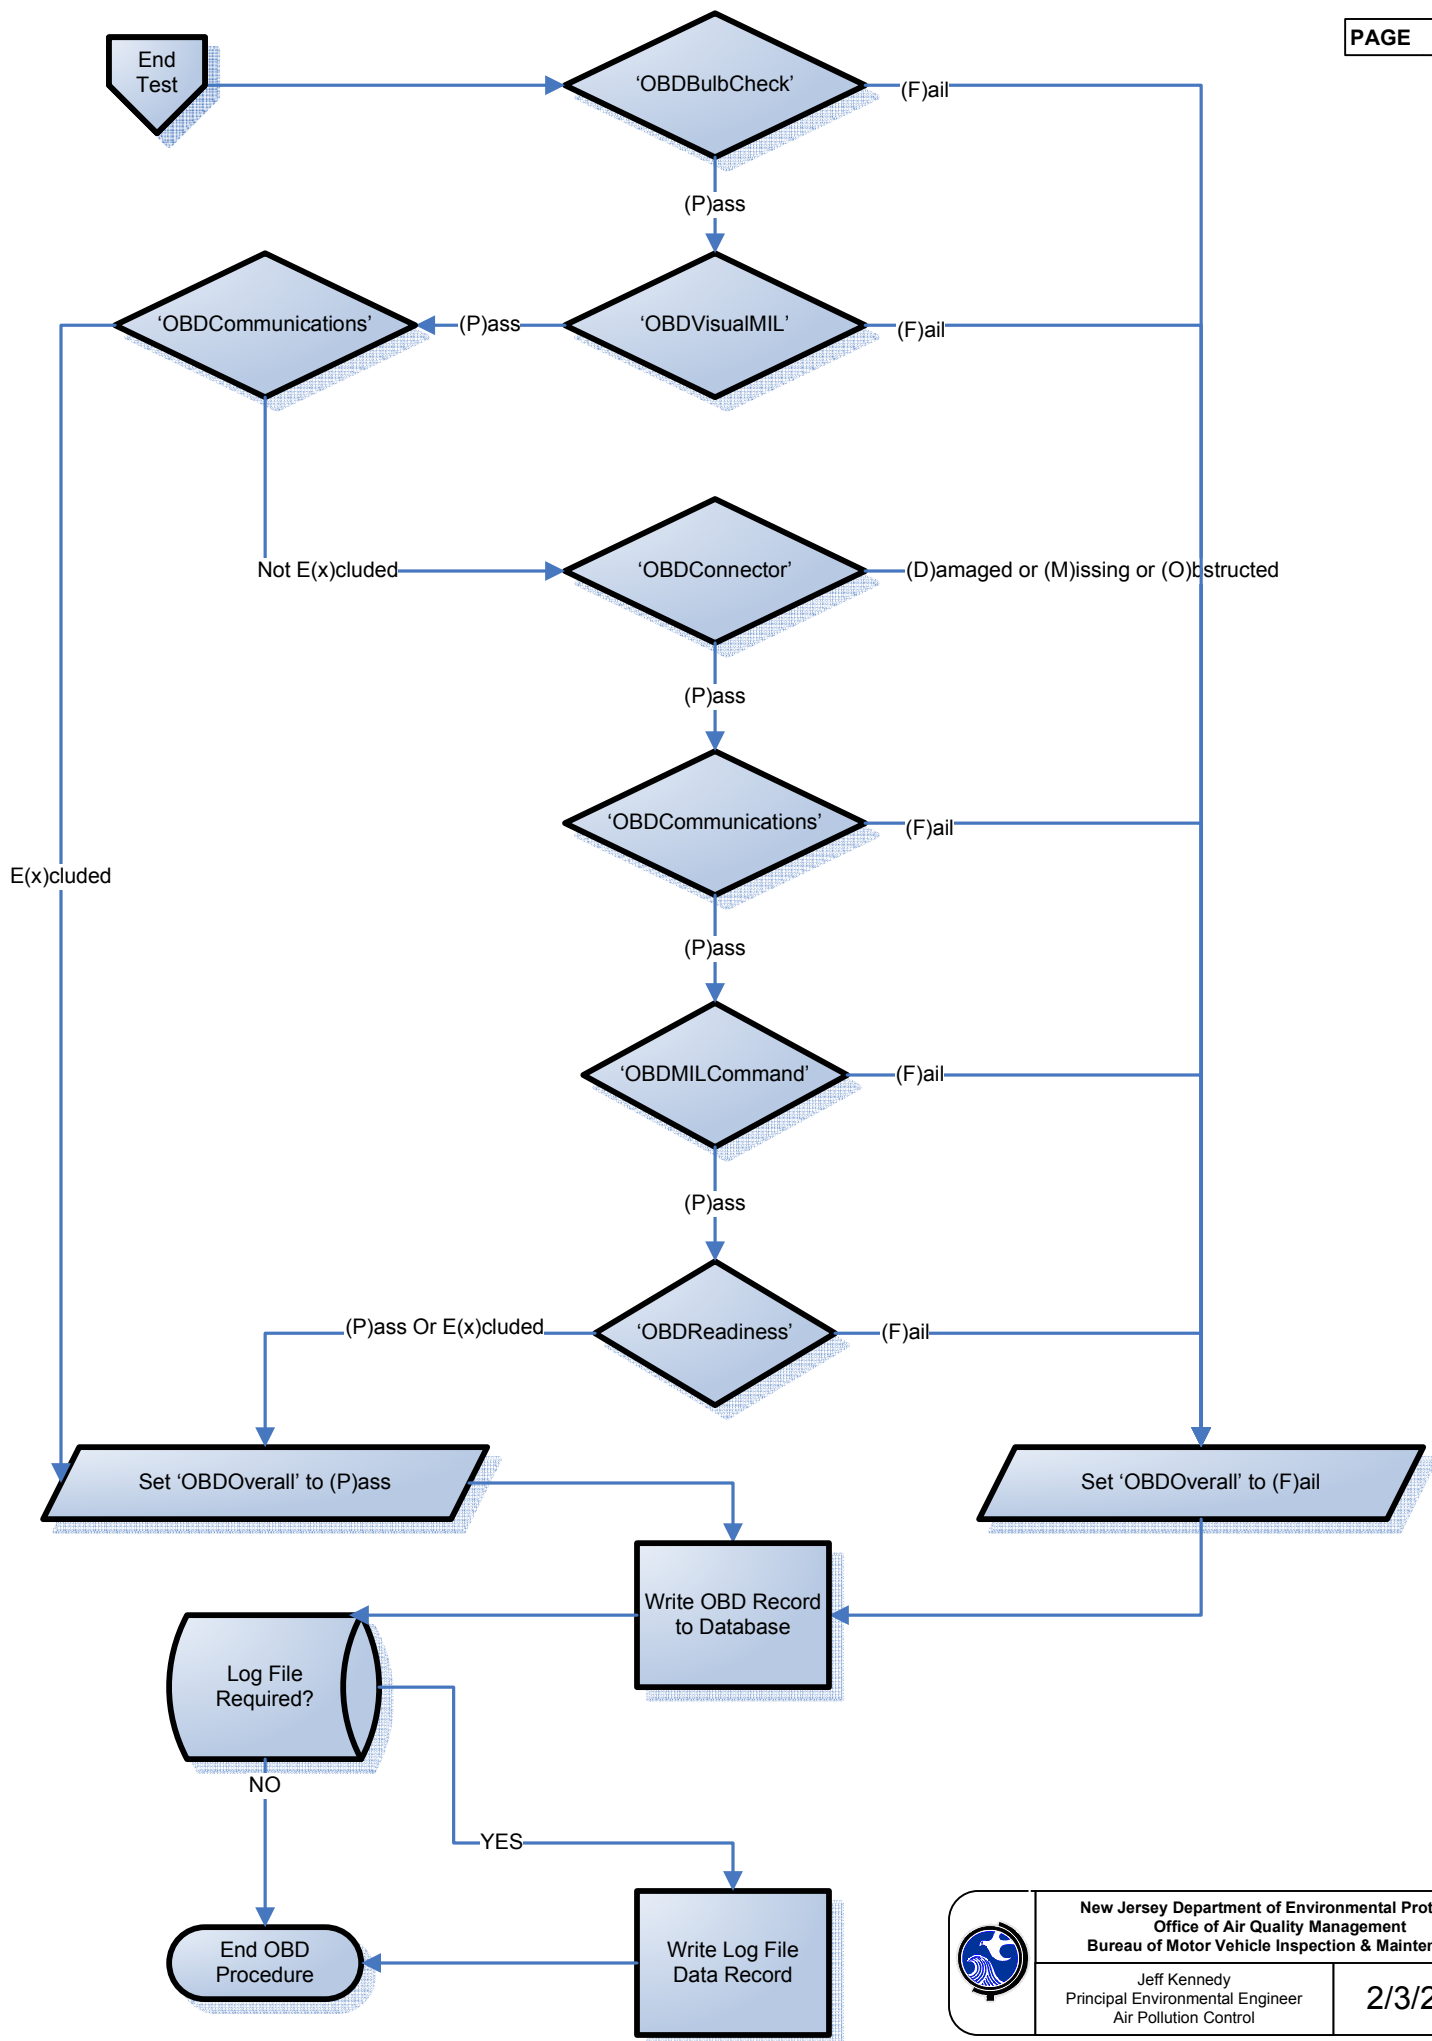 PAGE
End
Test
‘OBDBulbCheck’
(F)ail
(P)ass
‘OBDCommunications’
(P)ass
‘OBDVisualMIL’
(F)ail
Not E(x)cluded
‘OBDConnector’
(D)amaged or (M)issing or (O)bstructed
(P)ass
‘OBDCommunications’
(F)ail
E(x)cluded
(P)ass
‘OBDMILCommand’
(F)ail
(P)ass
(P)ass Or E(x)cluded
‘OBDReadiness’
(F)ail
Set ‘OBDOverall’ to (P)ass
Set ‘OBDOverall’ to (F)ail
Write OBD Record
to Database
Log File
Required?
NO
YES
End OBD
Procedure
Write Log File
Data Record
New Jersey Department of Environmental Prot
Office of Air Quality Management
Bureau of Motor Vehicle Inspection & Mainten
Jeff Kennedy
Principal Environmental Engineer
Air Pollution Control
2/3/2